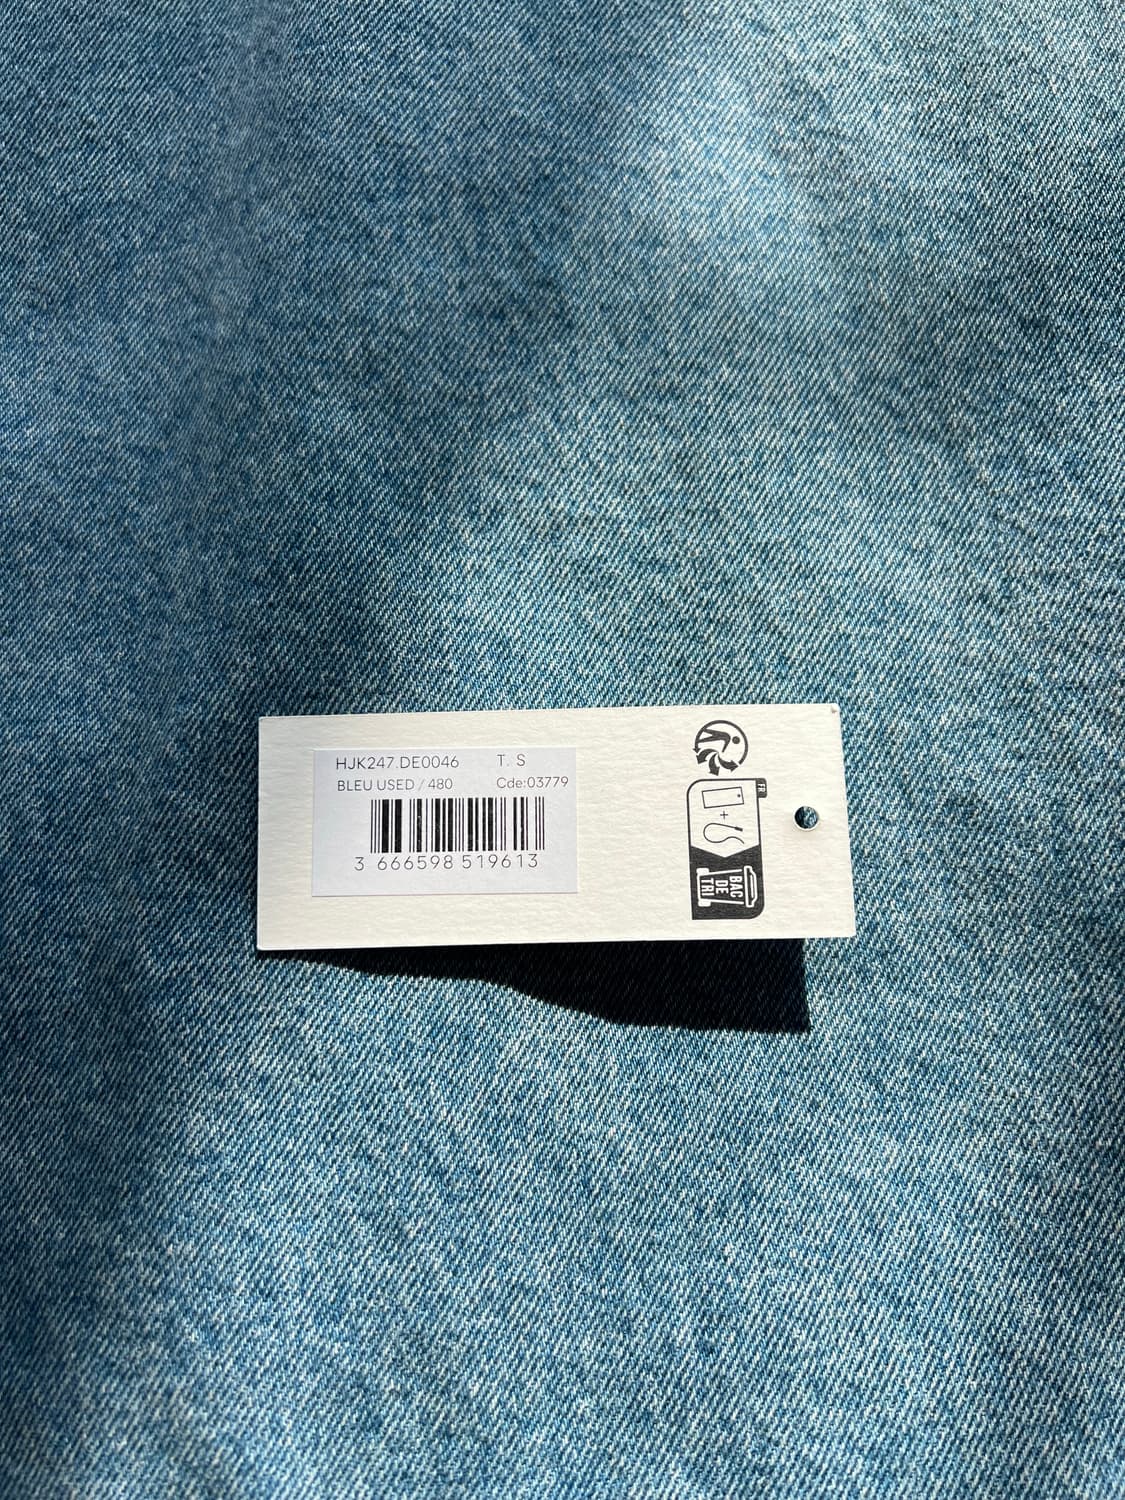 HJK247.DE0046 T. S
BLEU USED / 480 Cde:03779
3 666598 519613
FR
+
BAC
DE
TRI